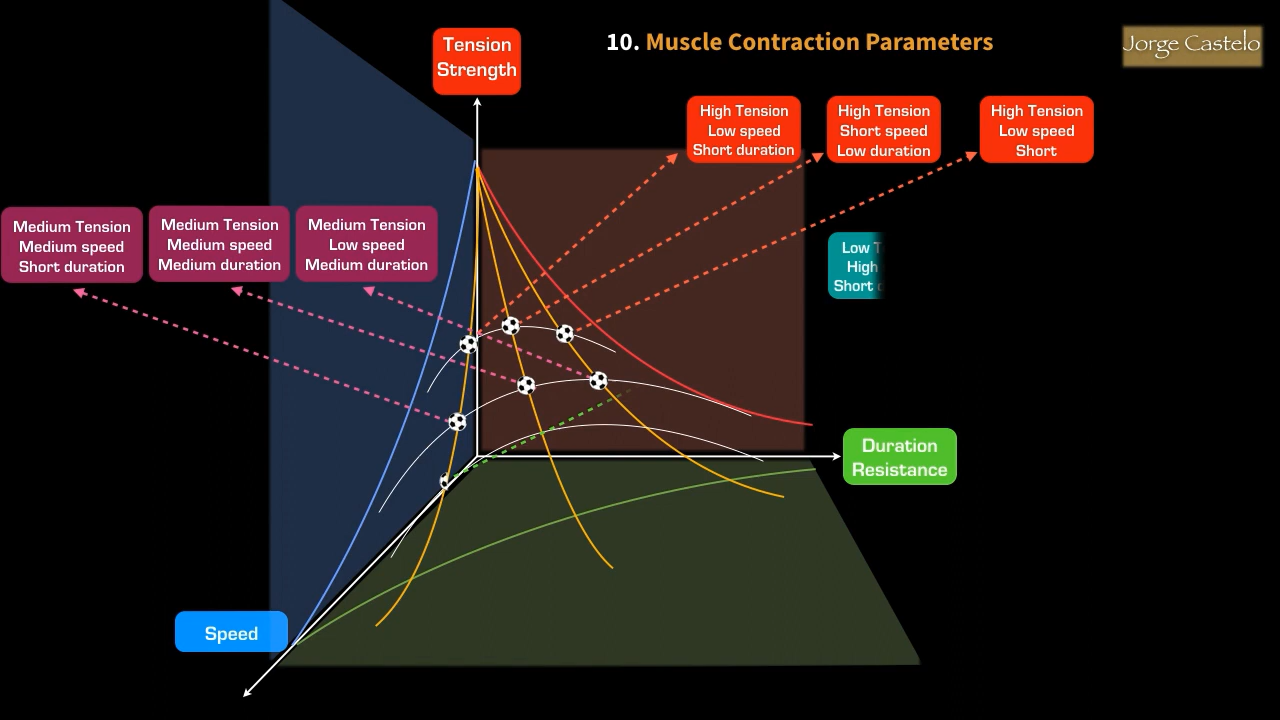 10. Muscle Contraction Parameters
Jorge Castelo
Tension
Strength
High Tension
Low speed
Short duration
High Tension
Short speed
Low duration
High Tension
Low speed
Short
Medium Tension
Medium speed
Short duration
Medium Tension
Medium speed
Medium duration
Medium Tension
Low speed
Medium duration
Low
High
Short
Duration
Resistance
Speed